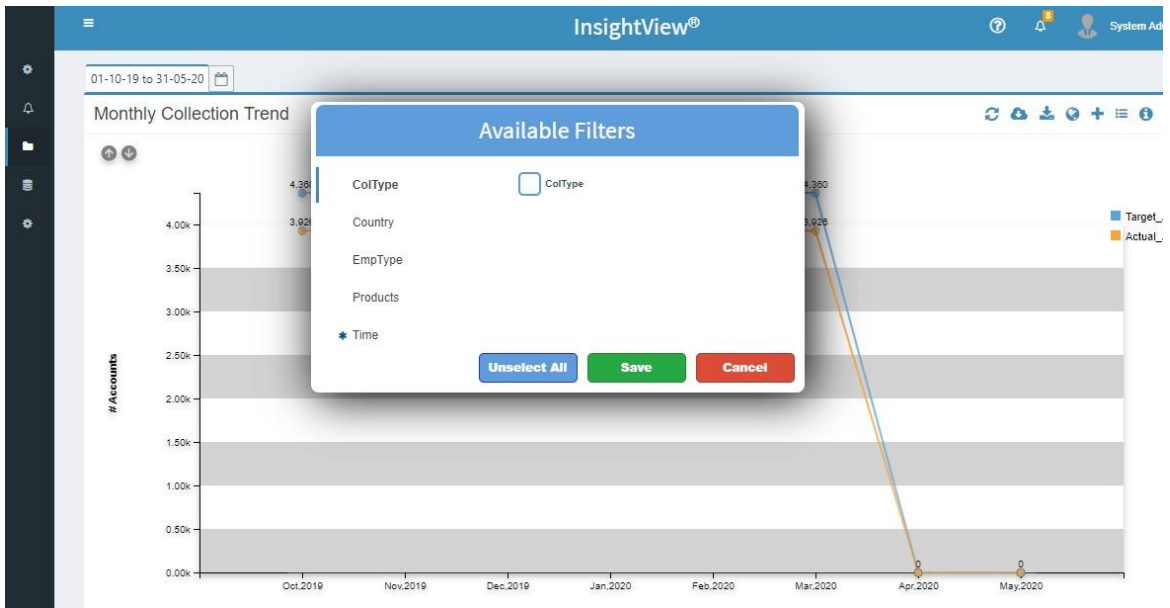 InsightView®
8
System Ad
01-10-19 to 31-05-20
Monthly Collection Trend
Available Filters
ColType
ColType
Country
EmpType
Products
✱ Time
Unselect All
Save
Cancel
4,360
3,926
4,360
3,926
0
0
Target_
Actual_
#Accounts
4.00k
3.50k
3.00k
2.50k
2.00k
1.50k
1.00k
0.50k
0.00k
Oct,2019
Nov,2019
Dec,2019
Jan,2020
Feb,2020
Mar,2020
Apr,2020
May,2020